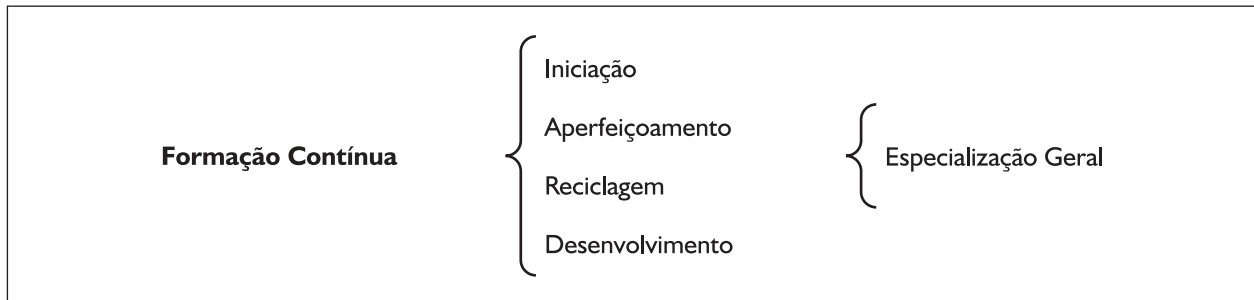 Formação Contínua
Iniciação
Aperfeiçoamento
Reciclagem
Desenvolvimento
Especialização Geral